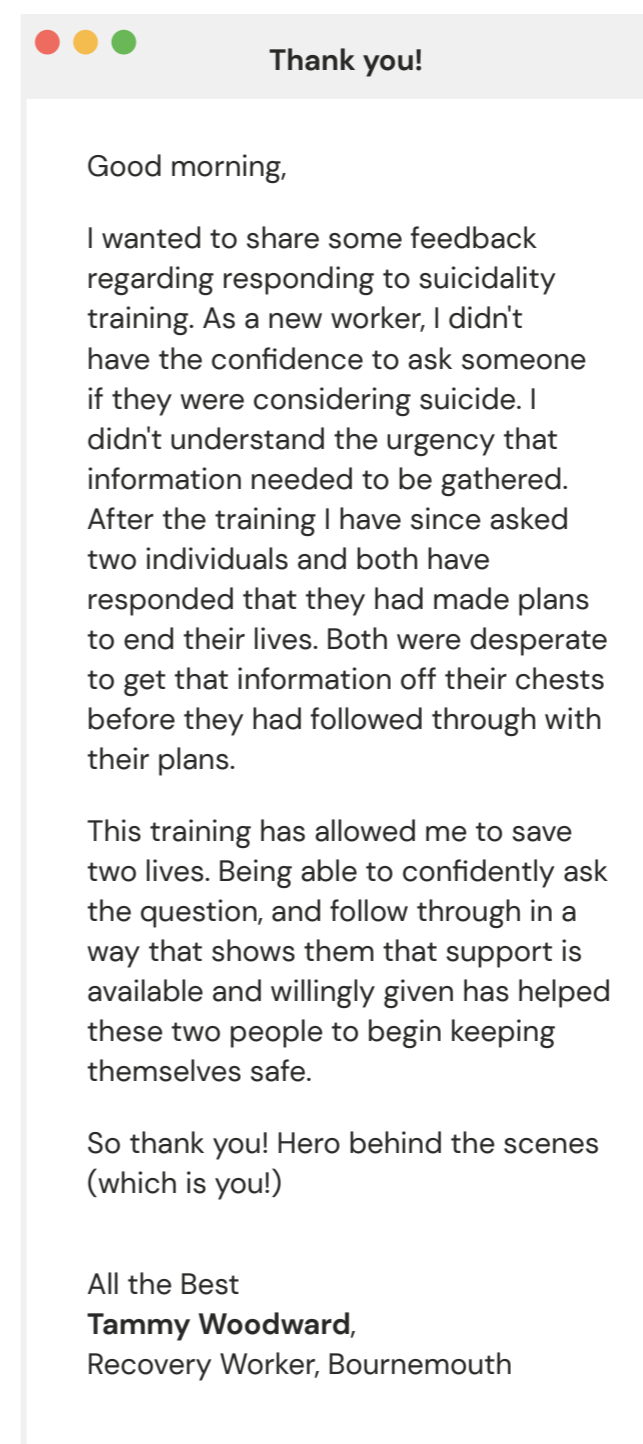 Thank you!
Good morning,
I wanted to share some feedback
regarding responding to suicidality
training. As a new worker, I didn't
have the confidence to ask someone
if they were considering suicide. I
didn't understand the urgency that
information needed to be gathered.
After the training I have since asked
two individuals and both have
responded that they had made plans
to end their lives. Both were desperate
to get that information off their chests
before they had followed through with
their plans.
This training has allowed me to save
two lives. Being able to confidently ask
the question, and follow through in a
way that shows them that support is
available and willingly given has helped
these two people to begin keeping
themselves safe.
So thank you! Hero behind the scenes
(which is you!)
All the Best
Tammy Woodward,
Recovery Worker, Bournemouth